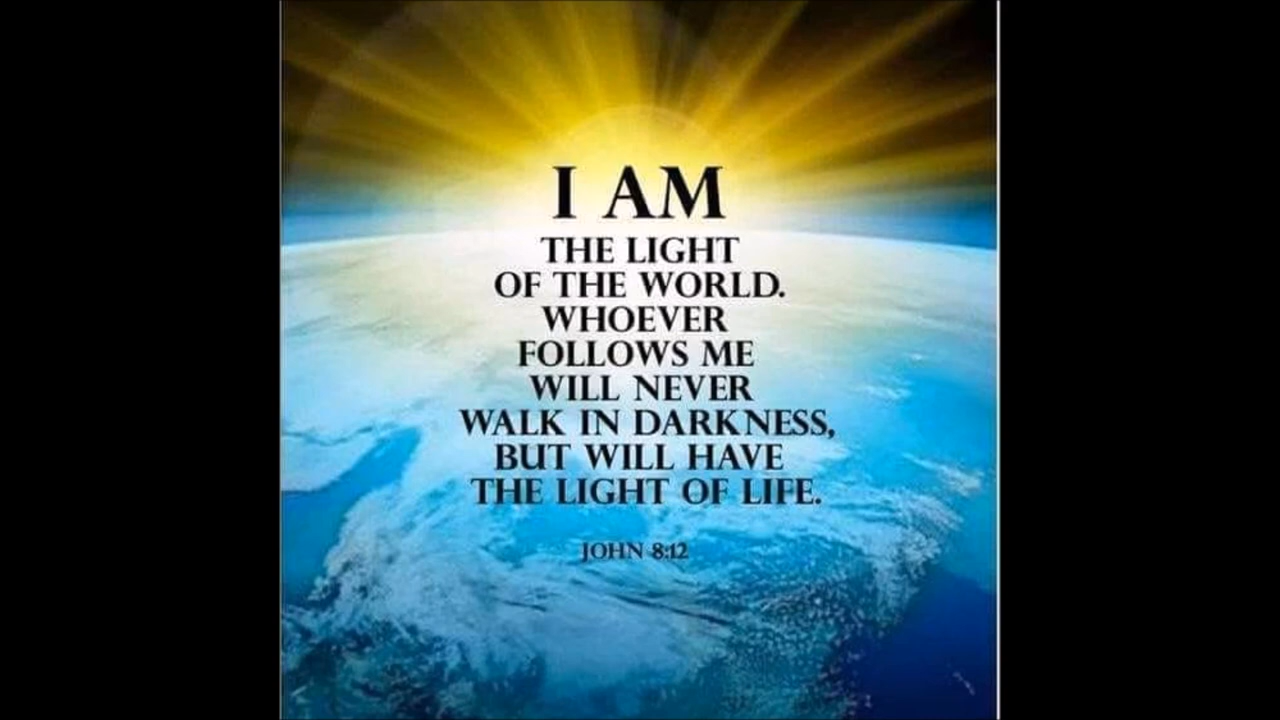 I AM
THE LIGHT
OF THE WORLD.
WHOEVER
FOLLOWS ME
WILL NEVER
WALK IN DARKNESS,
BUT WILL HAVE
THE LIGHT OF LIFE.
JOHN 8:12